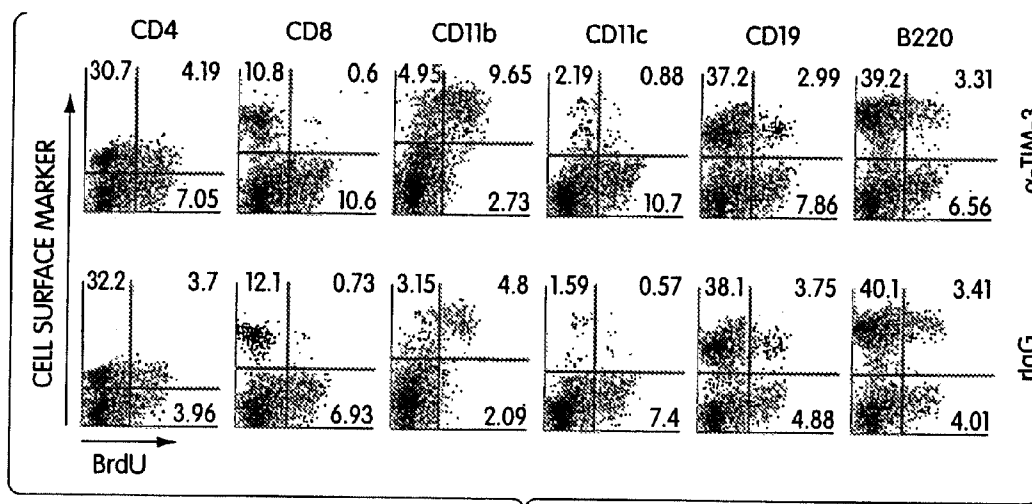 CD4 CD8 CD11b CD11c CD19 B220
30.7 4.19 10.8 0.6 4.95 9.65 2.19 0.88 37.2 2.99 39.2 3.31
7.05 10.6 2.73 10.7 7.86 6.56
32.2 3.7 12.1 0.73 3.15 4.8 1.59 0.57 38.1 3.75 40.1 3.41
3.96 6.93 2.09 7.4 4.88 4.01
CELL SURFACE MARKER
BrdU
rIgG